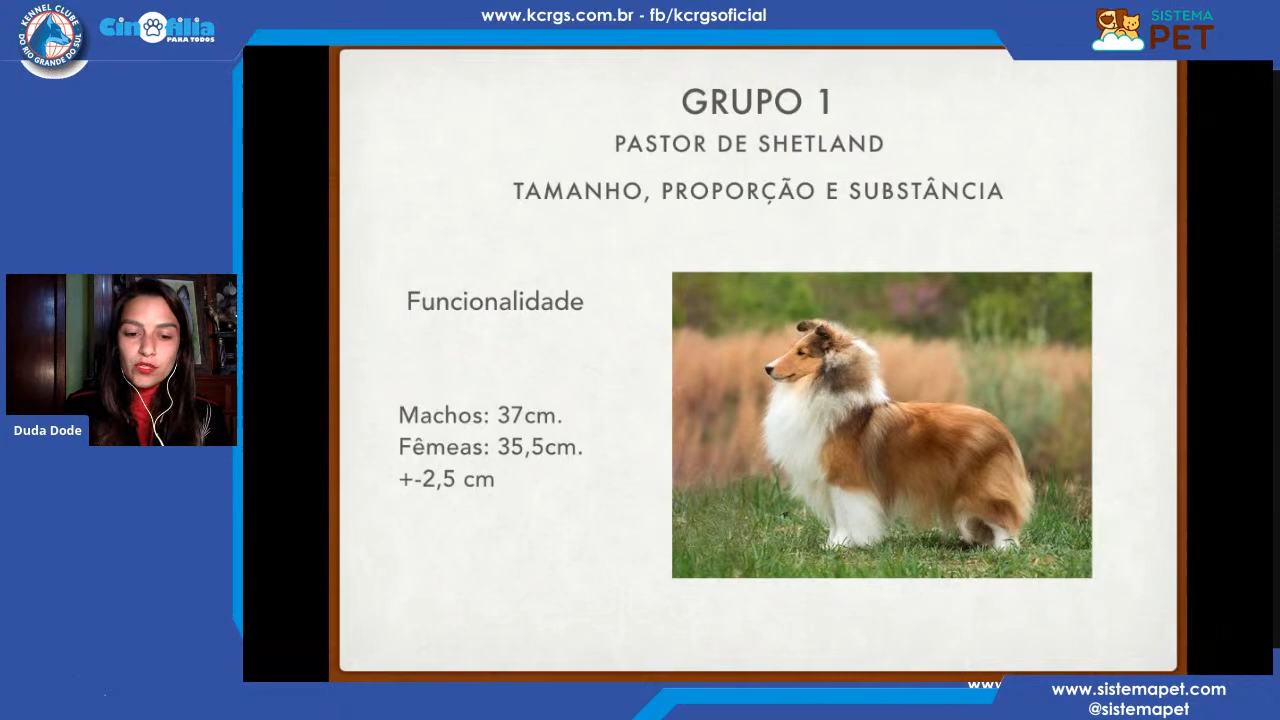 www.kcrgs.com.br - fb/kcrgsoficial
KENNEL CLUBE
DO RIO GRANDE DO SUL
Cinofilia
PARA TODOS
SISTEMA
PET
GRUPO 1
PASTOR DE SHETLAND
TAMANHO, PROPORÇÃO E SUBSTÂNCIA
Funcionalidade
Machos: 37cm.
Fêmeas: 35,5cm.
+-2,5 cm
Duda Dode
www
www.sistemapet.com
@sistemapet